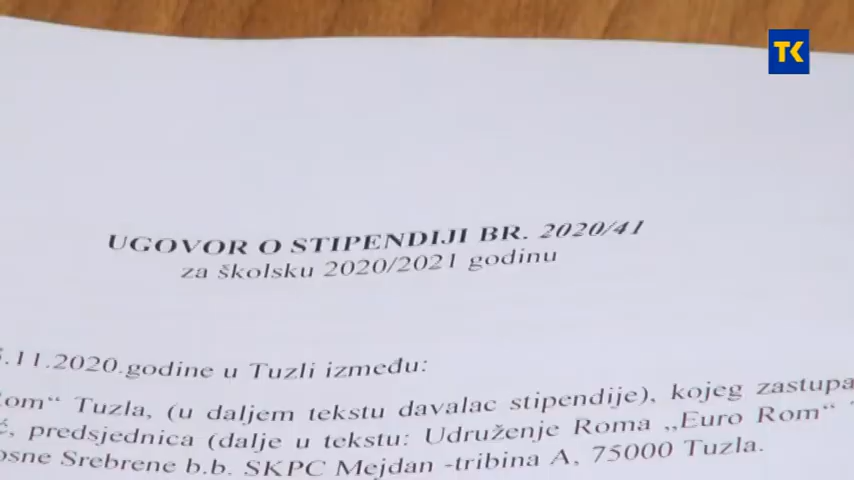 TK
UGOVOR O STIPENDIJI BR. 2020/41
za školsku 2020/2021 godinu
.11.2020.godine u Tuzli između:
Rom“ Tuzla, (u daljem tekstu davalac stipendije), kojeg zastupa
predsjednica (dalje u tekstu: Udruženje Roma ,,Euro Rom“
osne Srebrene b.b. SKPC Mejdan -tribina A, 75000 Tuzla.